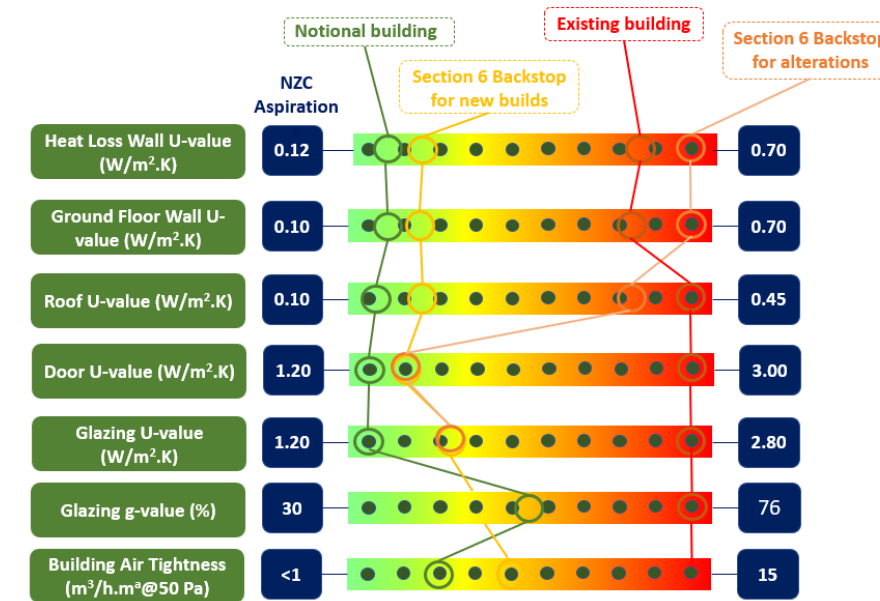 Notional building
Existing building
Section 6 Backstop
for alterations
Section 6 Backstop
for new builds
NZC
Aspiration
Heat Loss Wall U-value
(W/m².K)
0.12
0.70
Ground Floor Wall U-
value (W/m².K)
0.10
0.70
Roof U-value (W/m².K)
0.10
0.45
Door U-value (W/m².K)
1.20
3.00
Glazing U-value
(W/m².K)
1.20
2.80
Glazing g-value (%)
30
76
Building Air Tightness
(m³/h.mª@50 Pa)
<1
15